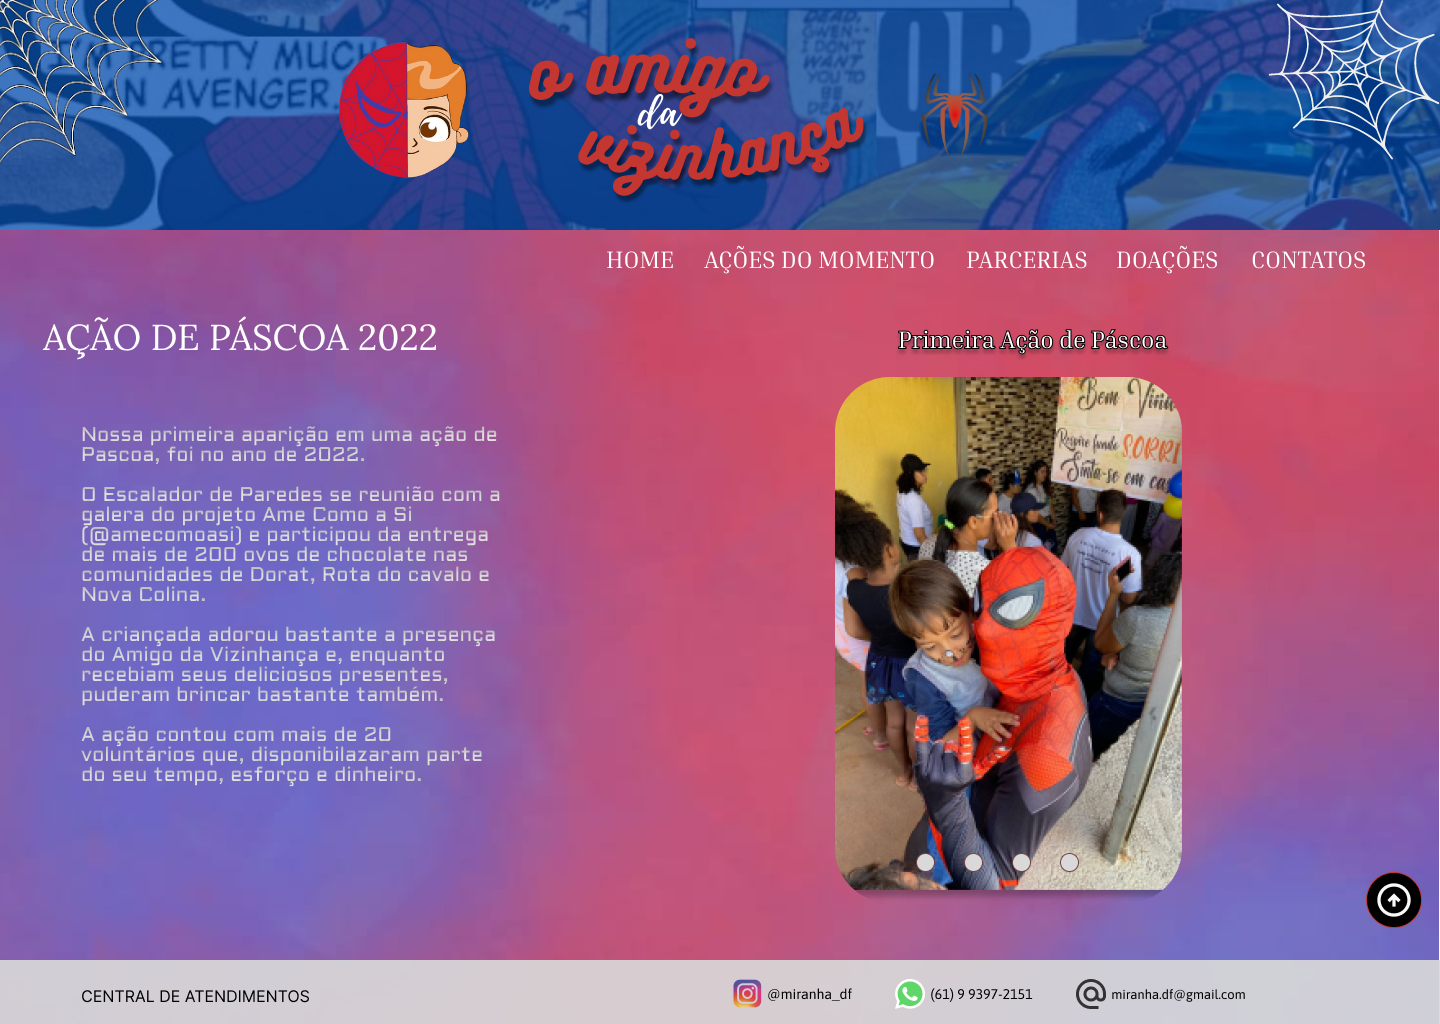 PRETTY MUCH
AN AVENGER.
o amigo
da
vizinhança
HOME AÇÕES DO MOMENTO PARCERIAS DOAÇÕES CONTATOS
AÇÃO DE PÁSCOA 2022
Primeira Ação de Páscoa
Nossa primeira aparição em uma ação de
Pascoa, foi no ano de 2022.
O Escalador de Paredes se reunião com a
galera do projeto Ame Como a Si
(@amecomoasi) e participou da entrega
de mais de 200 ovos de chocolate nas
comunidades de Dorat, Rota do cavalo e
Nova Colina.
A criançada adorou bastante a presença
do Amigo da Vizinhança e, enquanto
recebiam seus deliciosos presentes,
puderam brincar bastante também.
A ação contou com mais de 20
voluntários que, disponibilazaram parte
do seu tempo, esforço e dinheiro.
Bem
Respire fundo
SORRI
Sinta-se em
CENTRAL DE ATENDIMENTOS
@miranha_df
(61) 9 9397-2151
miranha.df@gmail.com